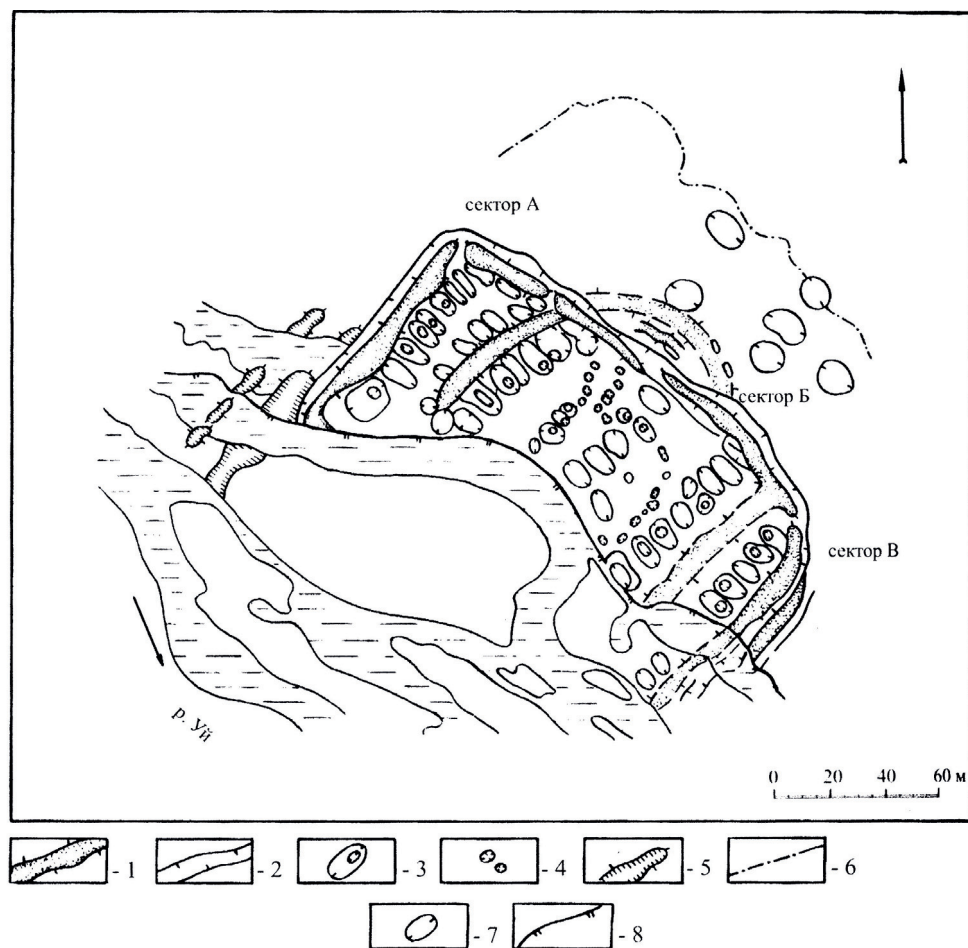 сектор А
сектор Б
сектор В
р. Уй
0 20 40 60 м
- 1 - 2 - 3 - 4 - 5 - 6
- 7 - 8